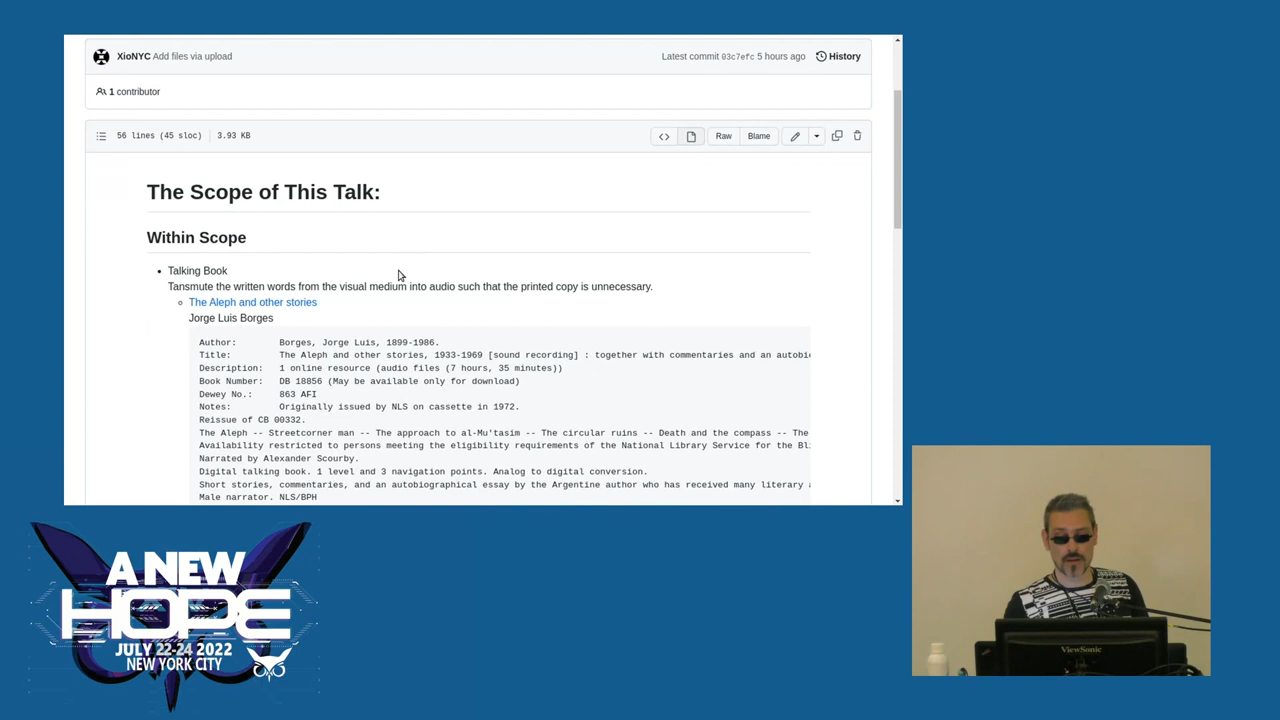 XioNYC Add files via upload
Latest commit 03c7efc 5 hours ago
History
1 contributor
56 lines (45 sloc)
3.93 KB
Raw
Blame
The Scope of This Talk:
Within Scope
Talking Book
Tansmute the written words from the visual medium into audio such that the printed copy is unnecessary.
The Aleph and other stories
Jorge Luis Borges
Author: Borges, Jorge Luis, 1899-1986.
Title: The Aleph and other stories, 1933-1969 [sound recording] : together with commentaries and an autobi
Description: 1 online resource (audio files (7 hours, 35 minutes))
Book Number: DB 18856 (May be available only for download)
Dewey No.: 863 AFI
Notes: Originally issued by NLS on cassette in 1972.
Reissue of CB 00332.
The Aleph -- Streetcorner man -- The approach to al-Mu'tasim -- The circular ruins -- Death and the compass -- The
Availability restricted to persons meeting the eligibility requirements of the National Library Service for the Bli
Narrated by Alexander Scourby.
Digital talking book. 1 level and 3 navigation points. Analog to digital conversion.
Short stories, commentaries, and an autobiographical essay by the Argentine author who has received many literary
Male narrator. NLS/BPH
A NEW
HOPE
JULY 22-24 2022
NEW YORK CITY
ViewSonic